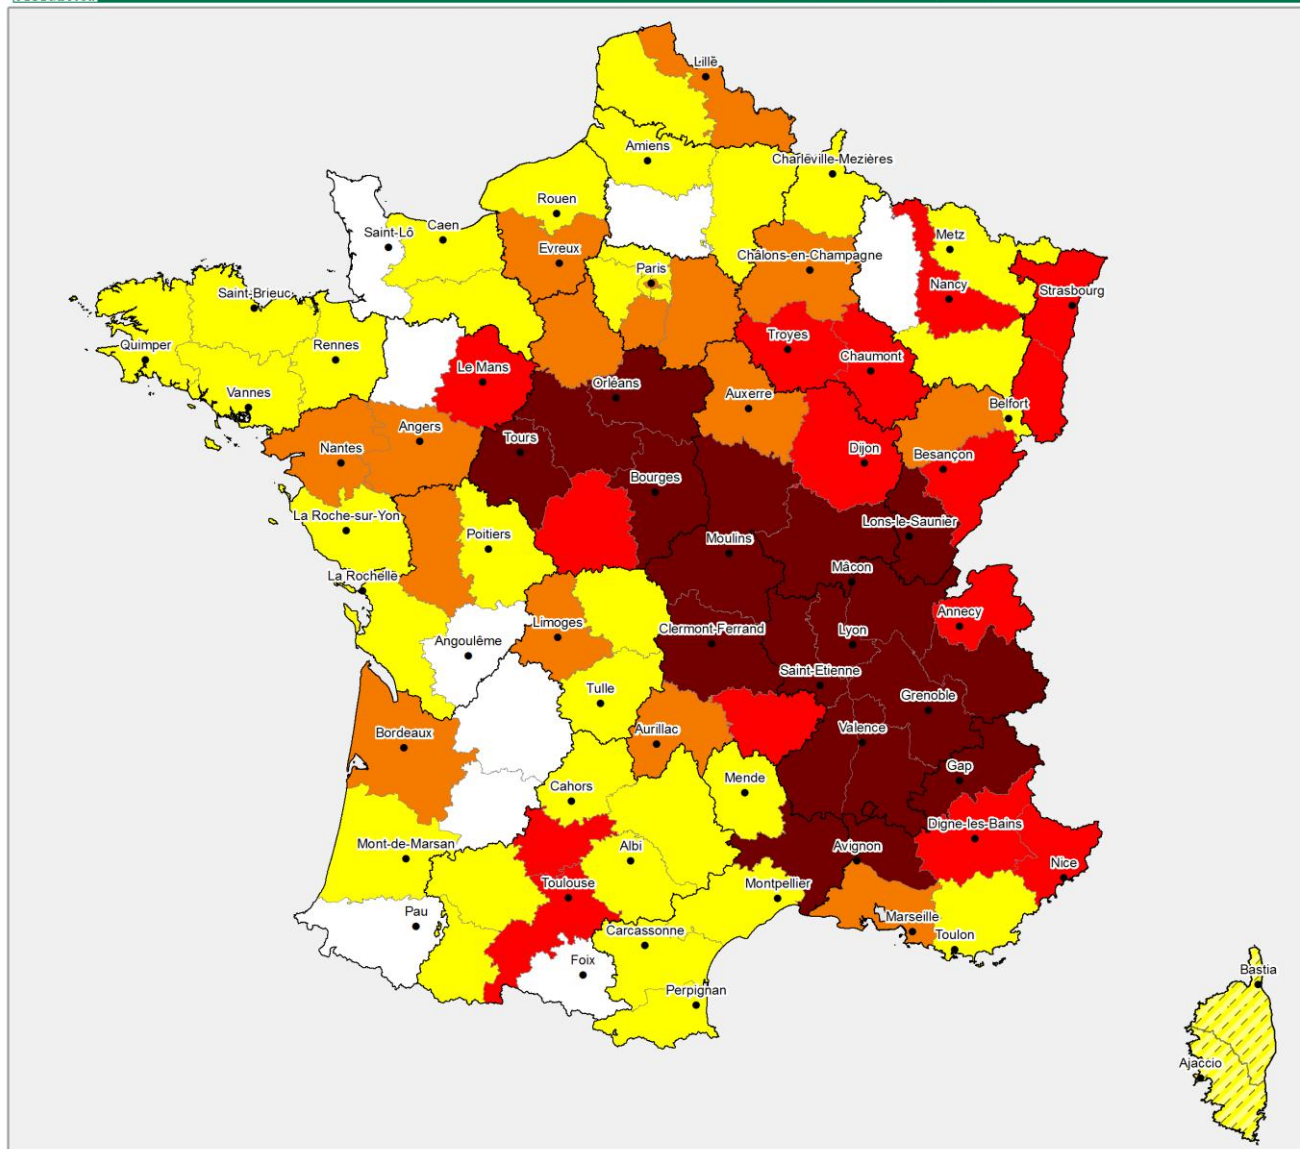 Lille
Amiens
Charleville-Mezières
Rouen
Saint-Lô
Caen
Metz
Evreux
Châlons-en-Champagne
Paris
Nancy
Strasbourg
Saint-Brieuc
Troyes
Quimper
Rennes
Chaumont
Le Mans
Orléans
Vannes
Auxerre
Belfort
Angers
Tours
Nantes
Dijon
Besançon
Bourges
La Roche-sur-Yon
Lons-le-Saunier
Poitiers
Moulins
Mâcon
La Rochelle
Annecy
Limoges
Clermont-Ferrand
Lyon
Angoulême
Saint-Etienne
Tulle
Grenoble
Bordeaux
Aurillac
Valence
Gap
Mende
Cahors
Digne-les-Bains
Mont-de-Marsan
Albi
Avignon
Nice
Toulouse
Montpellier
Pau
Marseille
Carcassonne
Toulon
Foix
Bastia
Perpignan
Ajaccio